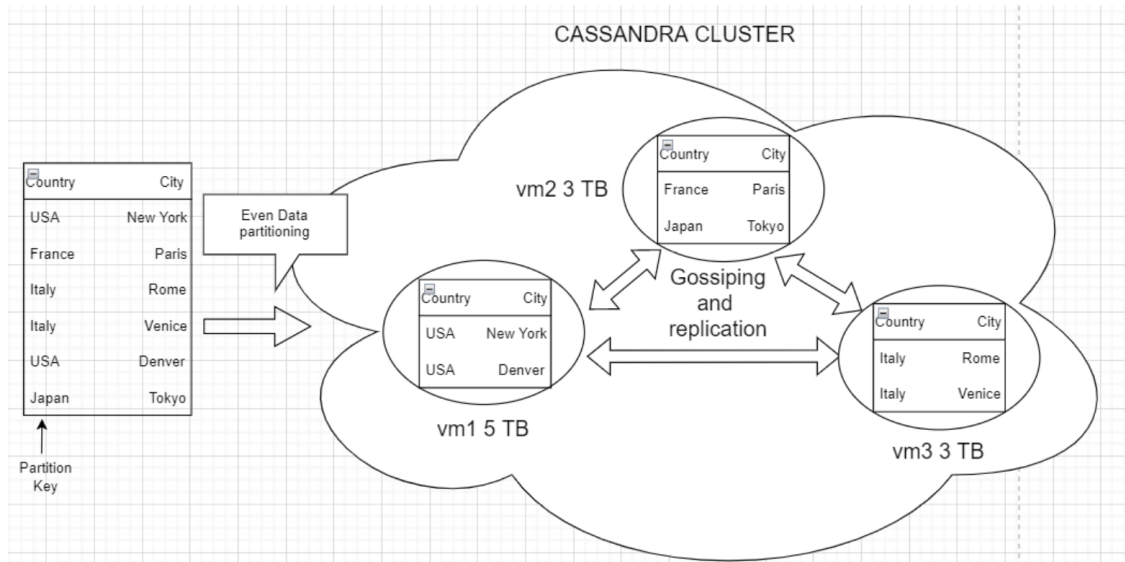 CASSANDRA CLUSTER
Country City
USA New York
France Paris
Italy Rome
Italy Venice
USA Denver
Japan Tokyo
Partition
Key
Even Data
partitioning
vm2 3 TB
Country City
France Paris
Japan Tokyo
Gossiping
and
replication
Country City
USA New York
USA Denver
vm1 5 TB
Country City
Italy Rome
Italy Venice
vm3 3 TB